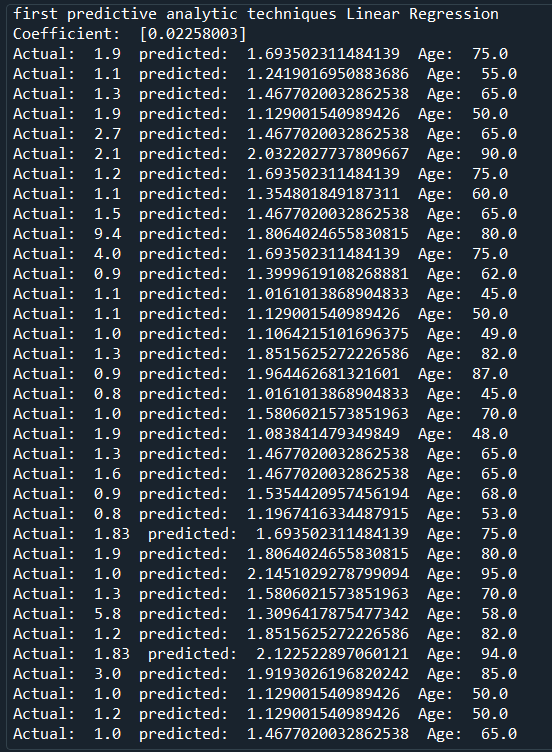 first predictive analytic techniques Linear Regression
Coefficient:  [0.02258003]
Actual:  1.9  predicted:  1.693502311484139  Age:  75.0
Actual:  1.1  predicted:  1.2419016950883686  Age:  55.0
Actual:  1.3  predicted:  1.4677020032862538  Age:  65.0
Actual:  1.9  predicted:  1.129001540989426  Age:  50.0
Actual:  2.7  predicted:  1.4677020032862538  Age:  65.0
Actual:  2.1  predicted:  2.0322027737809667  Age:  90.0
Actual:  1.2  predicted:  1.693502311484139  Age:  75.0
Actual:  1.1  predicted:  1.354801849187311  Age:  60.0
Actual:  1.5  predicted:  1.4677020032862538  Age:  65.0
Actual:  9.4  predicted:  1.8064024655830815  Age:  80.0
Actual:  4.0  predicted:  1.693502311484139  Age:  75.0
Actual:  0.9  predicted:  1.3999619108268881  Age:  62.0
Actual:  1.1  predicted:  1.0161013868904833  Age:  45.0
Actual:  1.1  predicted:  1.129001540989426  Age:  50.0
Actual:  1.0  predicted:  1.1064215101696375  Age:  49.0
Actual:  1.3  predicted:  1.8515625272226586  Age:  82.0
Actual:  0.9  predicted:  1.964462681321601  Age:  87.0
Actual:  0.8  predicted:  1.0161013868904833  Age:  45.0
Actual:  1.0  predicted:  1.5806021573851963  Age:  70.0
Actual:  1.9  predicted:  1.083841479349849  Age:  48.0
Actual:  1.3  predicted:  1.4677020032862538  Age:  65.0
Actual:  1.6  predicted:  1.4677020032862538  Age:  65.0
Actual:  0.9  predicted:  1.5354420957456194  Age:  68.0
Actual:  0.8  predicted:  1.1967416334487915  Age:  53.0
Actual:  1.83  predicted:  1.693502311484139  Age:  75.0
Actual:  1.9  predicted:  1.8064024655830815  Age:  80.0
Actual:  1.0  predicted:  2.1451029278799094  Age:  95.0
Actual:  1.3  predicted:  1.5806021573851963  Age:  70.0
Actual:  5.8  predicted:  1.3096417875477342  Age:  58.0
Actual:  1.2  predicted:  1.8515625272226586  Age:  82.0
Actual:  1.83  predicted:  2.122522897060121  Age:  94.0
Actual:  3.0  predicted:  1.9193026196820242  Age:  85.0
Actual:  1.0  predicted:  1.129001540989426  Age:  50.0
Actual:  1.2  predicted:  1.129001540989426  Age:  50.0
Actual:  1.0  predicted:  1.4677020032862538  Age:  65.0